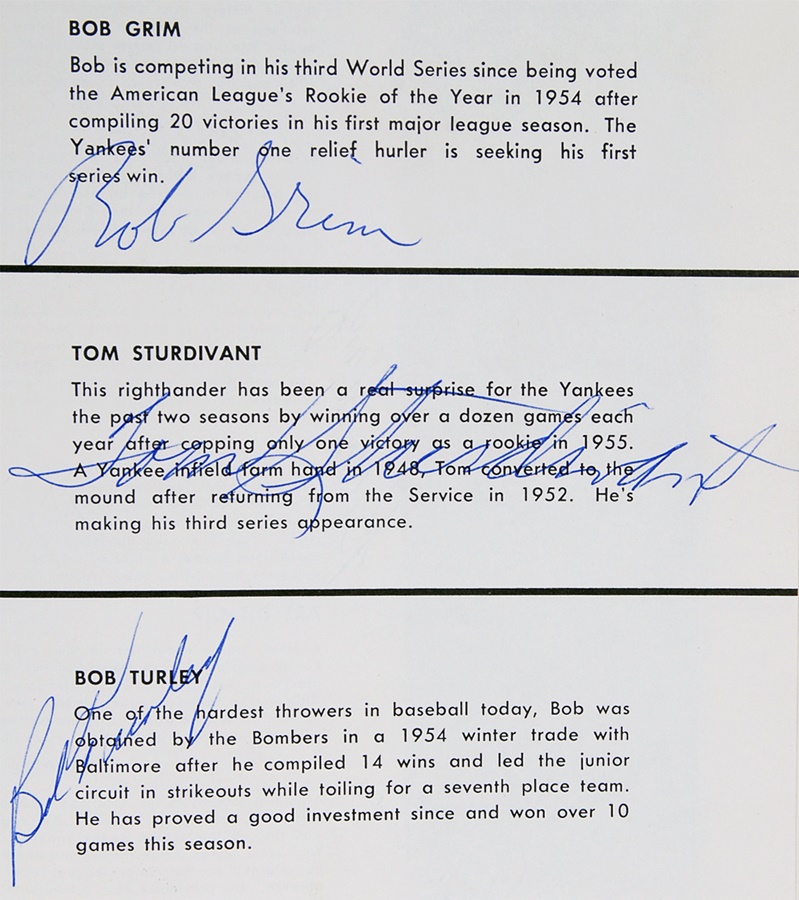 BOB GRIM
Bob is competing in his third World Series since being voted
the American League's Rookie of the Year in 1954 after
compiling 20 victories in his first major league season. The
Yankees' number one relief hurler is seeking his first
series win.
Bob Grim
TOM STURDIVANT
This righthander has been a real surprise for the Yankees
the past two seasons by winning over a dozen games each
year after copping only one victory as a rookie in 1955.
A Yankee infield farm hand in 1948, Tom converted to the
mound after returning from the Service in 1952. He's
making his third series appearance.
Tom Sturdivant
BOB TURLEY
One of the hardest throwers in baseball today, Bob was
obtained by the Bombers in a 1954 winter trade with
Baltimore after he compiled 14 wins and led the junior
circuit in strikeouts while toiling for a seventh place team.
He has proved a good investment since and won over 10
games this season.
Bob Turley